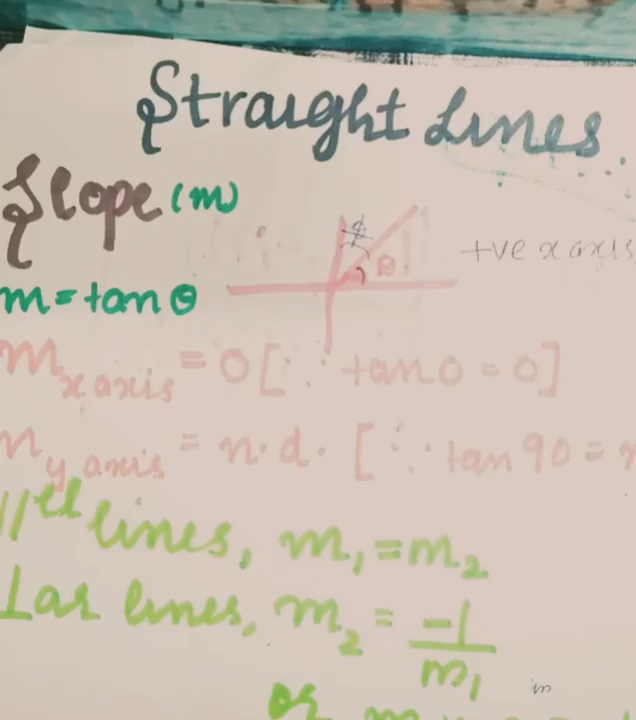 Straight Lines
Slope (m)
φ
θ
+ve x axis
m = tan θ
m x axis = 0 [∵ tan 0 = 0]
m y axis = n.d. [∵ tan 90 =
||el lines, m₁ = m₂
⊥ar lines, m₂ = -1/m₁
or